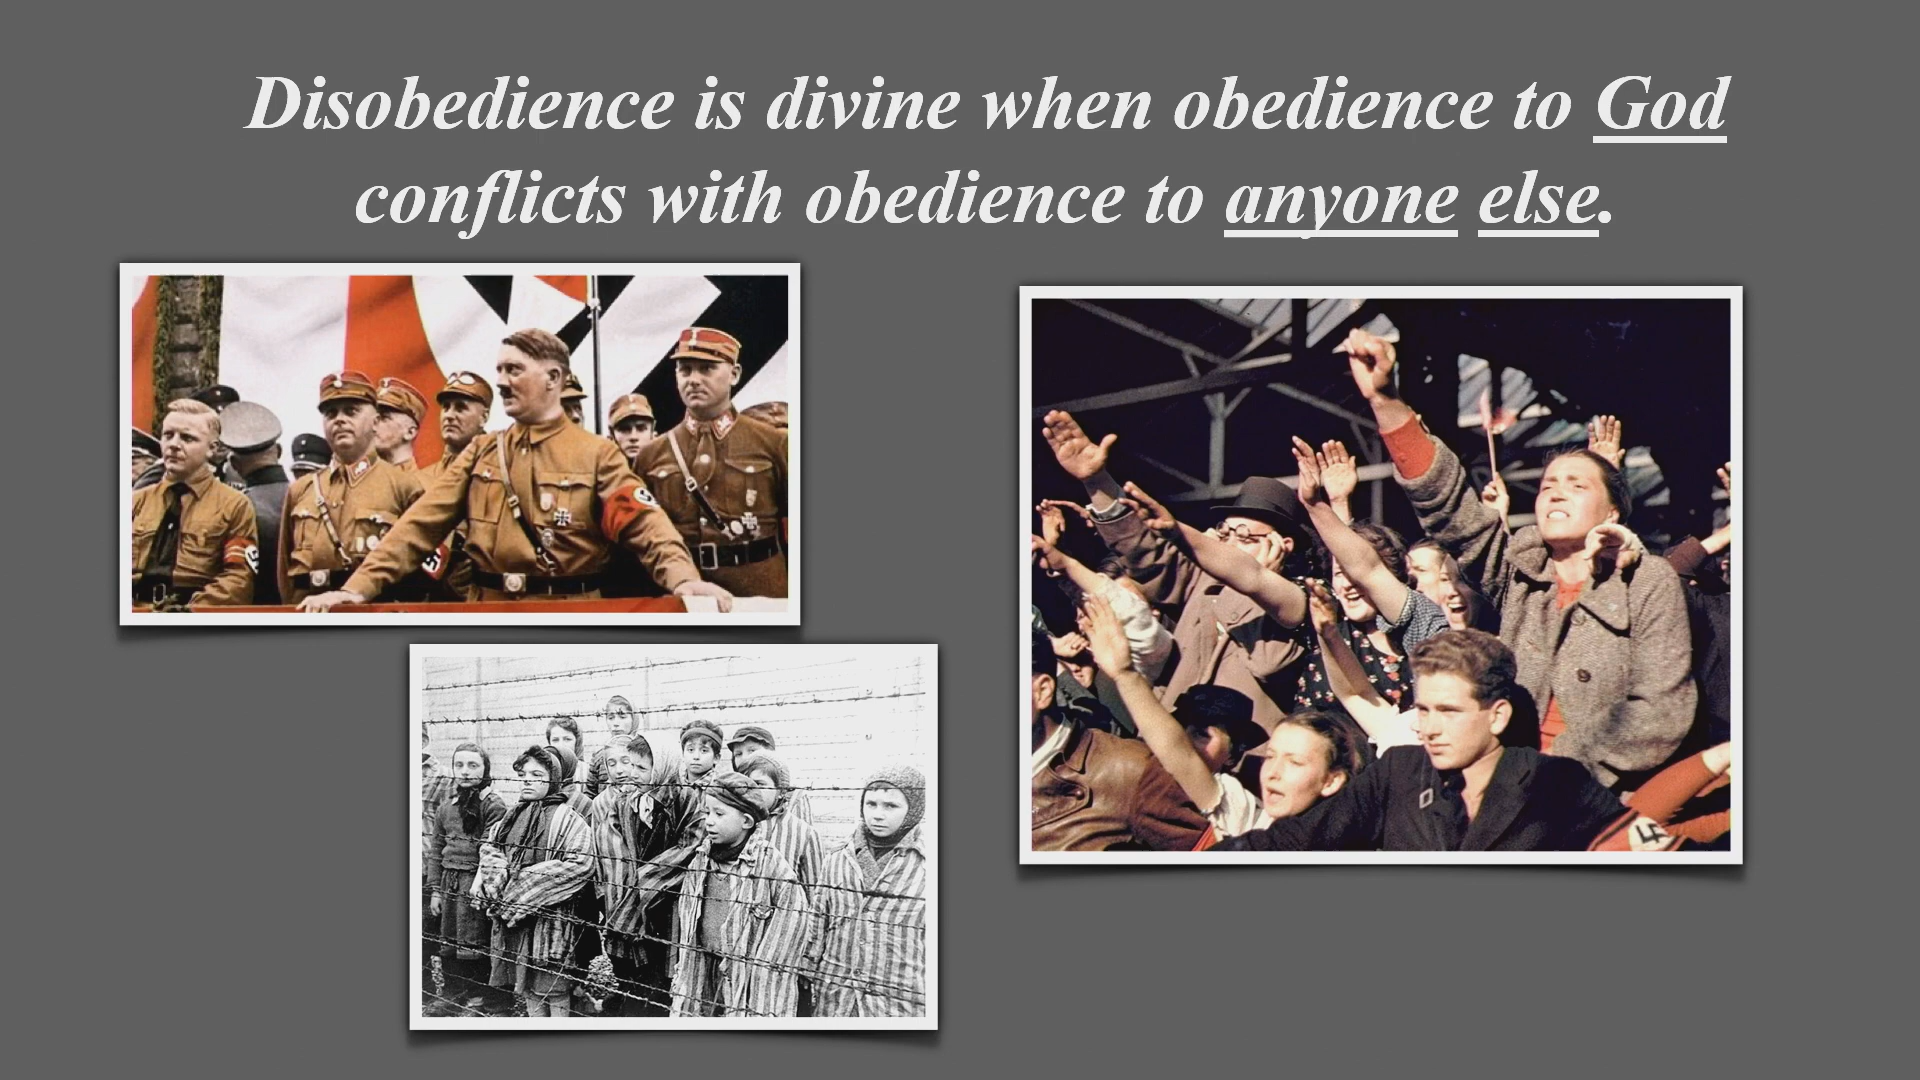 Disobedience is divine when obedience to God
conflicts with obedience to anyone else.